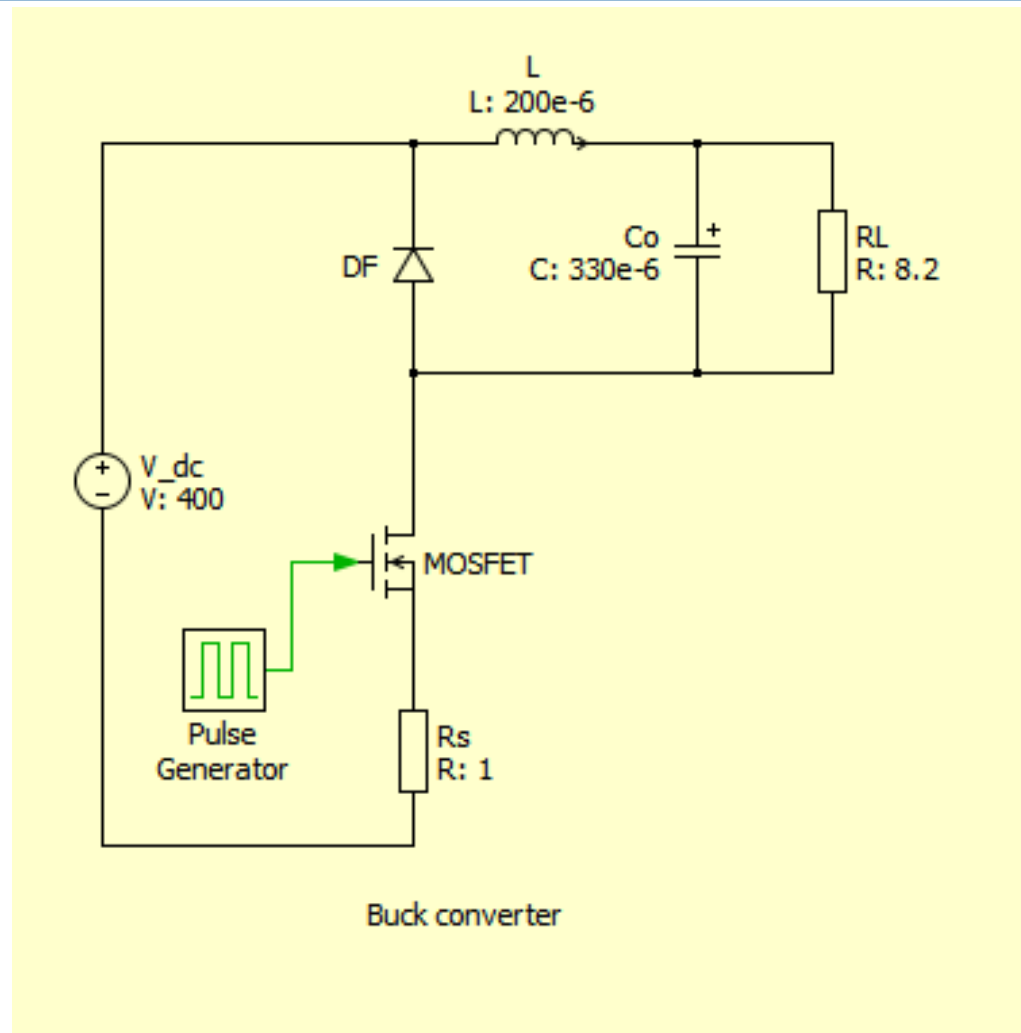 L
L: 200e-6
DF
Co
C: 330e-6
+
RL
R: 8.2
+
−
V_dc
V: 400
MOSFET
Pulse
Generator
Rs
R: 1
Buck converter